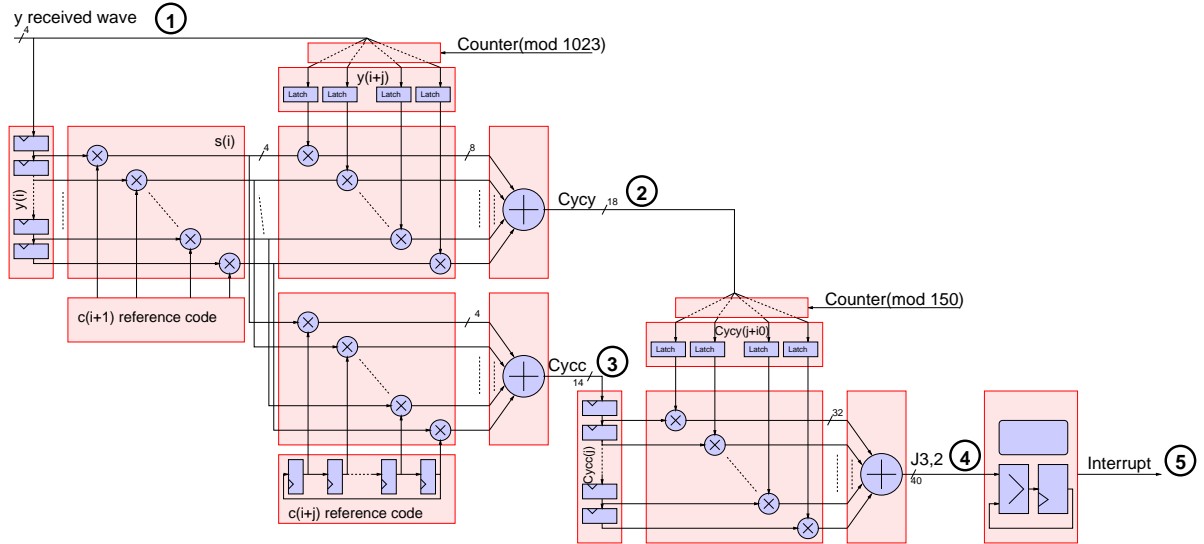 y received wave
1
4
Counter(mod 1023)
y(i+j)
Latch Latch Latch Latch
s(i)
4
8
y(i)
Cycy
18
2
c(i+1) reference code
Counter(mod 150)
4
Cycy(j+i0)
Latch Latch Latch Latch
Cycc
14
3
32
Cycc(j)
J3,2
40
4
Interrupt
5
c(i+j) reference code